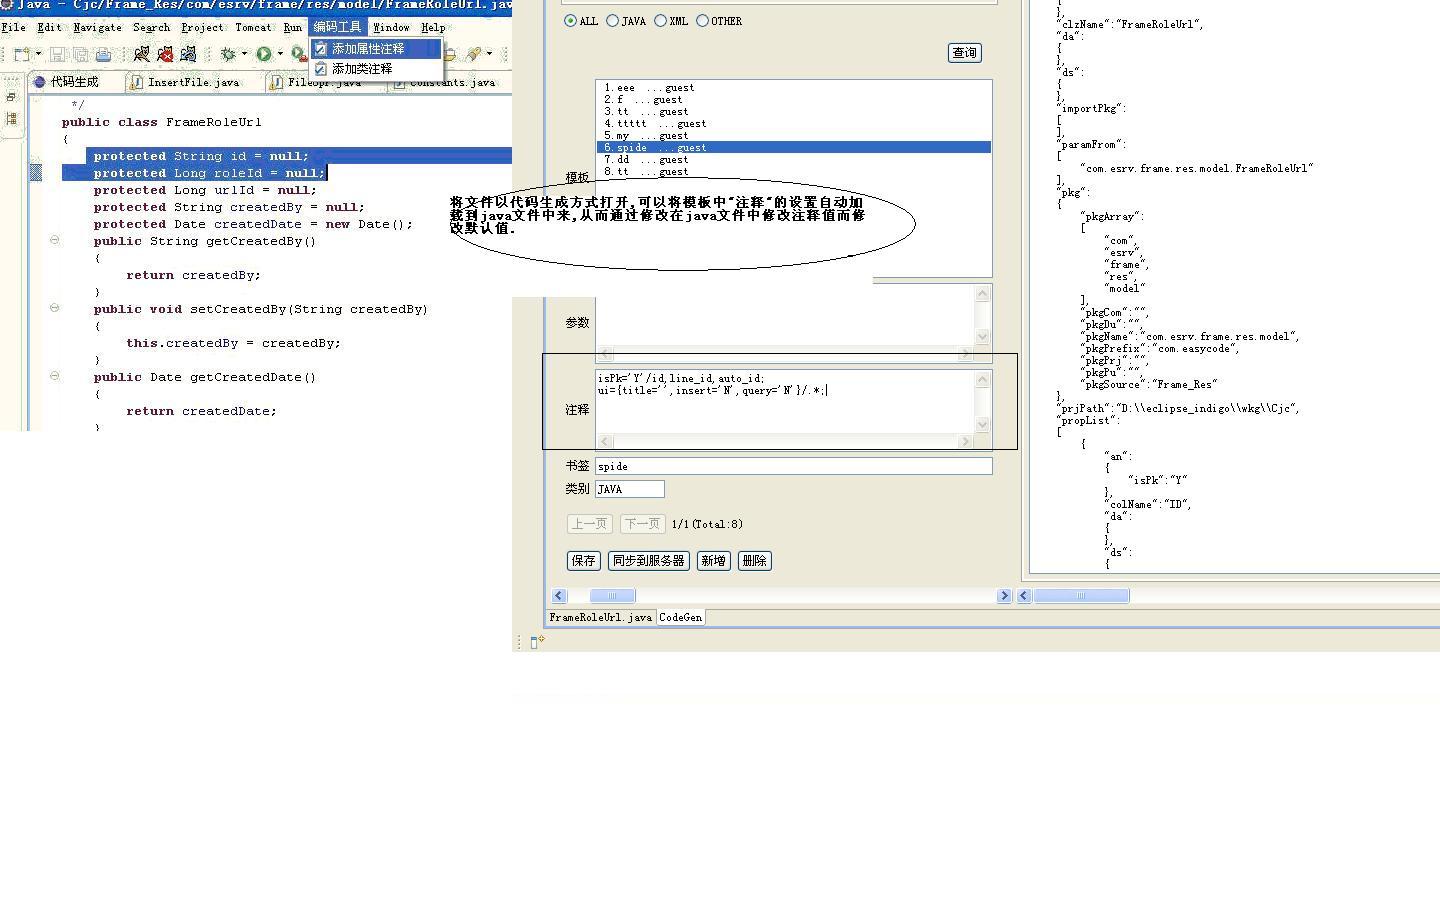 Java - Cjc/Frame_Res/com/esrv/frame/res/model/FrameRoleUrl.jav
File Edit Navigate Search Project Tomcat Run 编码工具 Window Help
添加属性注释
添加类注释
代码生成 InsertFile.java FileOpr.java Constants.java
*/
public class FrameRoleUrl
{
protected String id = null;
protected Long roleId = null;
protected Long urlId = null;
protected String createdBy = null;
protected Date createdDate = new Date();
public String getCreatedBy()
{
return createdBy;
}
public void setCreatedBy(String createdBy)
{
this.createdBy = createdBy;
}
public Date getCreatedDate()
{
return createdDate;
}
ALL JAVA XML OTHER
查询
模板
1.eee ...guest
2.f ...guest
3.tt ...guest
4.ttttt ...guest
5.my ...guest
6.spide ...guest
7.dd ...guest
8.tt ...guest
将文件以代码生成方式打开,可以将模板中“注释”的设置自动加
载到java文件中来,从而通过修改在java文件中修改注释值而修
改默认值.
参数
注释
isPk='Y'/id,line_id,auto_id;
ui={title='',insert='N',query='N'}/.*;
书签 spide
类别 JAVA
上一页 下一页 1/1(Total:8)
保存 同步到服务器 新增 删除
FrameRoleUrl.java CodeGen
{
},
"clzName":"FrameRoleUrl",
"da":
{
},
"ds":
{
},
"importPkg":
[
],
"paramFrom":
[
"com.esrv.frame.res.model.FrameRoleUrl"
],
"pkg":
{
"pkgArray":
[
"com",
"esrv",
"frame",
"res",
"model"
],
"pkgCom":"",
"pkgDu":"",
"pkgName":"com.esrv.frame.res.model",
"pkgPrefix":"com.easycode",
"pkgPrj":"",
"pkgPu":"",
"pkgSource":"Frame_Res"
},
"prjPath":"D:\\eclipse_indigo\\wkg\\Cjc",
"propList":
[
{
"an":
{
"isPk":"Y"
},
"colName":"ID",
"da":
{
},
"ds":
{